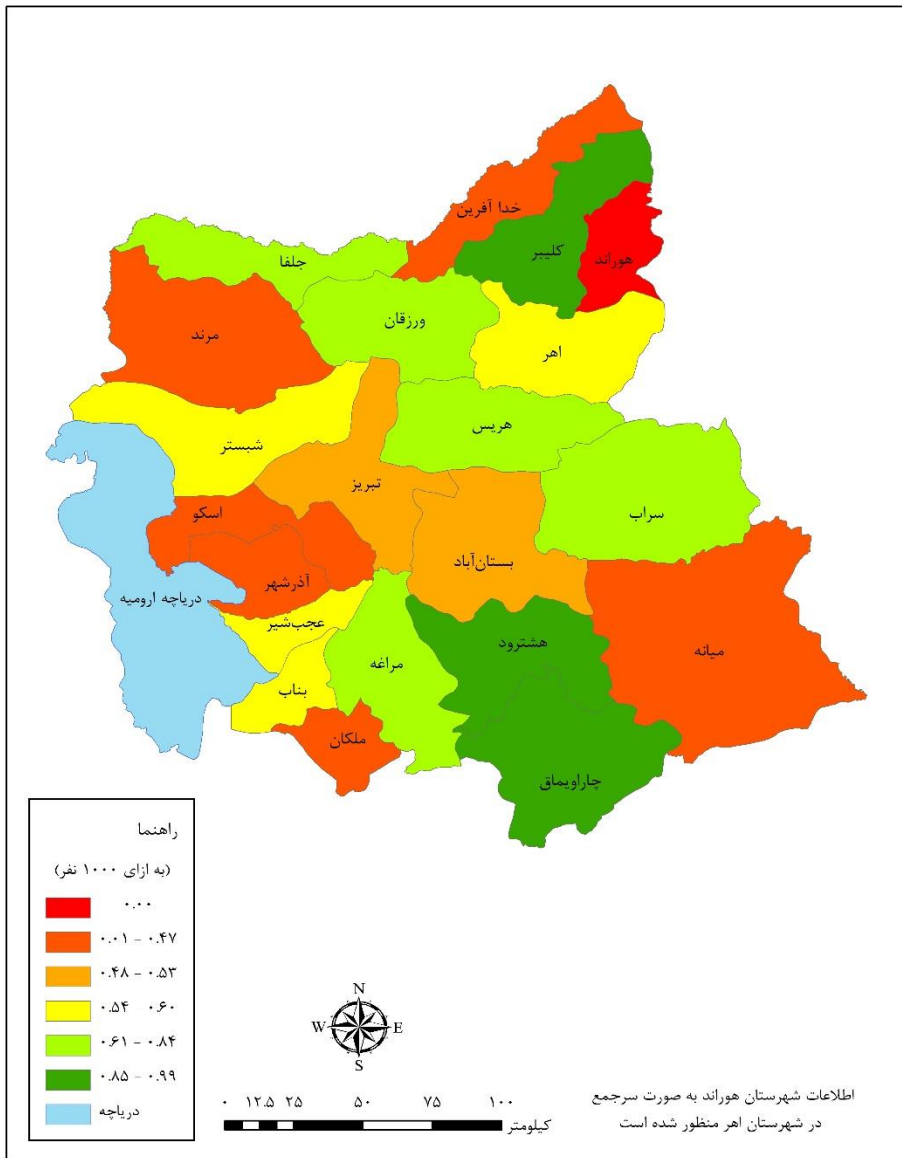 خدا آفرین
کلیبر
هوراند
جلفا
ورزقان
مرند
اهر
هریس
شبستر
تبریز
سراب
اسکو
بستان‌آباد
آذرشهر
دریاچه ارومیه
عجب‌شیر
هشترود
میانه
مراغه
بناب
ملکان
چاراویماق
راهنما
(به ازای ۱۰۰۰ نفر)
۰.۰۰
۰.۰۱ - ۰.۴۷
۰.۴۸ - ۰.۵۳
۰.۵۴ ۰.۶۰
۰.۶۱ - ۰.۸۴
۰.۸۵ - ۰.۹۹
دریاچه
N
W E
S
۰ ۱۲.۵ ۲۵ ۵۰ ۷۵ ۱۰۰
کیلومتر
اطلاعات شهرستان هوراند به صورت سرجمع
در شهرستان اهر منظور شده است